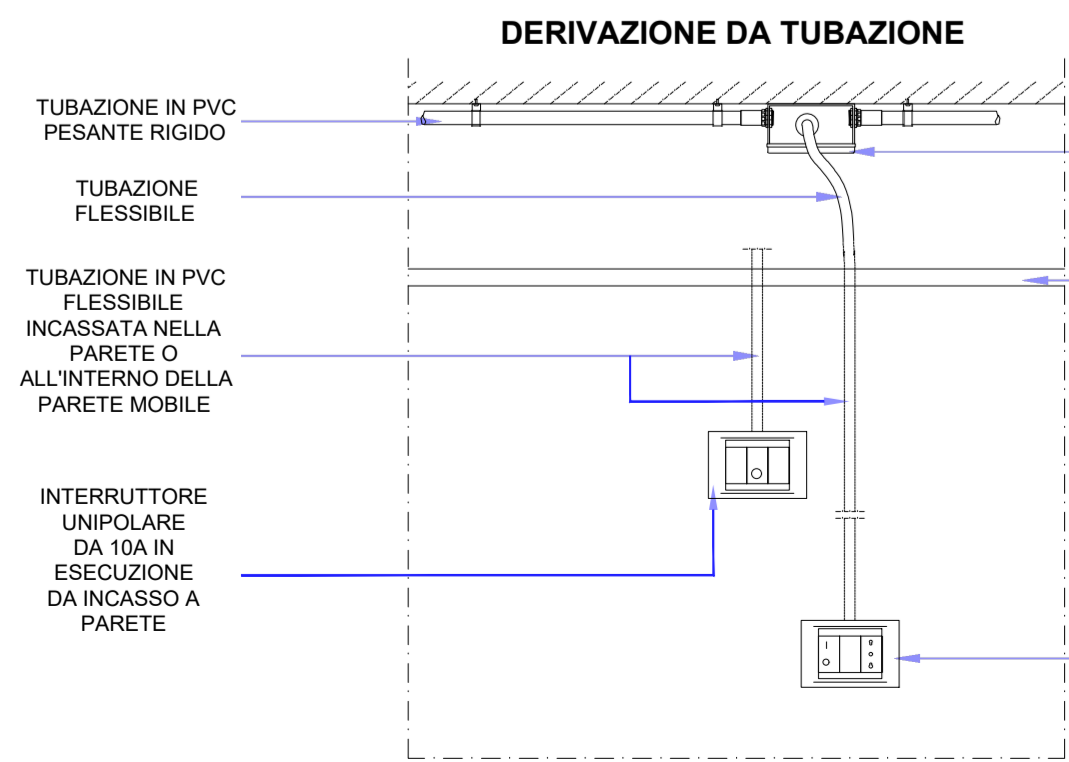 DERIVAZIONE DA TUBAZIONE
TUBAZIONE IN PVC
PESANTE RIGIDO
TUBAZIONE
FLESSIBILE
TUBAZIONE IN PVC
FLESSIBILE
INCASSATA NELLA
PARETE O
ALL'INTERNO DELLA
PARETE MOBILE
INTERRUTTORE
UNIPOLARE
DA 10A IN
ESECUZIONE
DA INCASSO A
PARETE